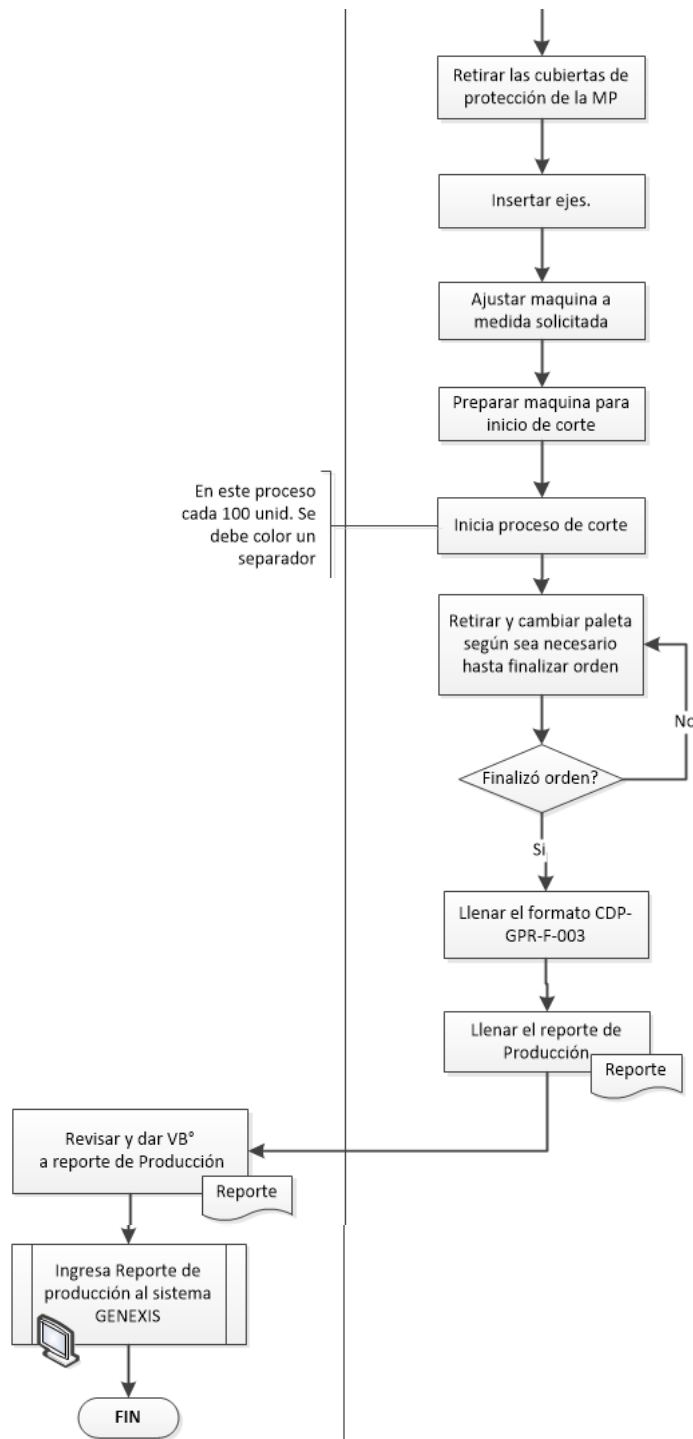 Retirar las cubiertas de
protección de la MP
Insertar ejes.
Ajustar maquina a
medida solicitada
Preparar maquina para
inicio de corte
En este proceso
cada 100 unid. Se
debe color un
separador
Inicia proceso de corte
Retirar y cambiar paleta
según sea necesario
hasta finalizar orden
No
Finalizó orden?
Si
Llenar el formato CDP-
GPR-F-003
Llenar el reporte de
Producción
Reporte
Revisar y dar VB°
a reporte de Producción
Reporte
Ingresa Reporte de
producción al sistema
GENEXIS
FIN